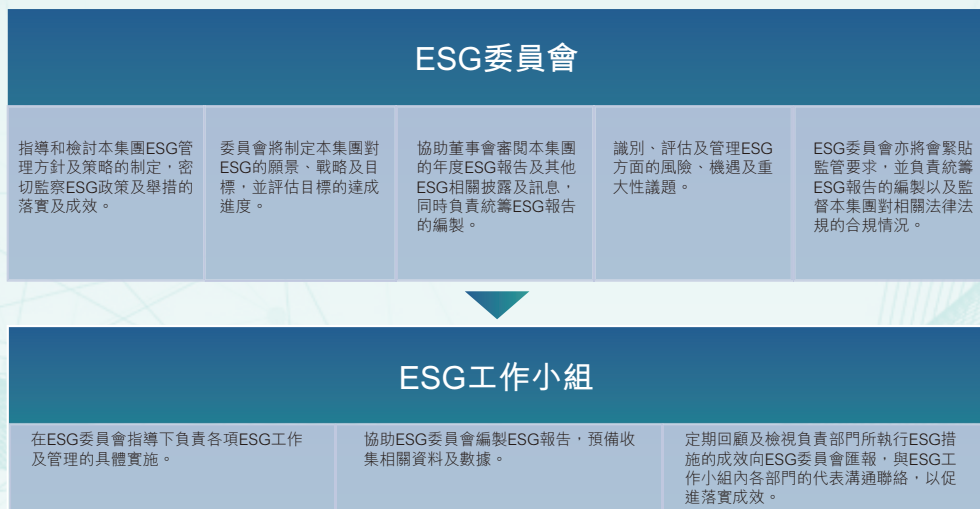 ESG委員會
指導和檢討本集團ESG管
理方針及策略的制定，密
切監察ESG政策及舉措的
落實及成效。
委員會將制定本集團對
ESG的願景、戰略及目
標，並評估目標的達成
進度。
協助董事會審閱本集團
的年度ESG報告及其他
ESG相關披露及訊息，
同時負責統籌ESG報告
的編製。
識別、評估及管理ESG
方面的風險、機遇及重
大性議題。
ESG委員會亦將會緊貼
監管要求，並負責統籌
ESG報告的編製以及監
督本集團對相關法律法
規的合規情況。
ESG工作小組
在ESG委員會指導下負責各項ESG工作
及管理的具體實施。
協助ESG委員會編製ESG報告，預備收
集相關資料及數據。
定期回顧及檢視負責部門所執行ESG措
施的成效向ESG委員會匯報，與ESG工
作小組內各部門的代表溝通聯絡，以促
進落實成效。